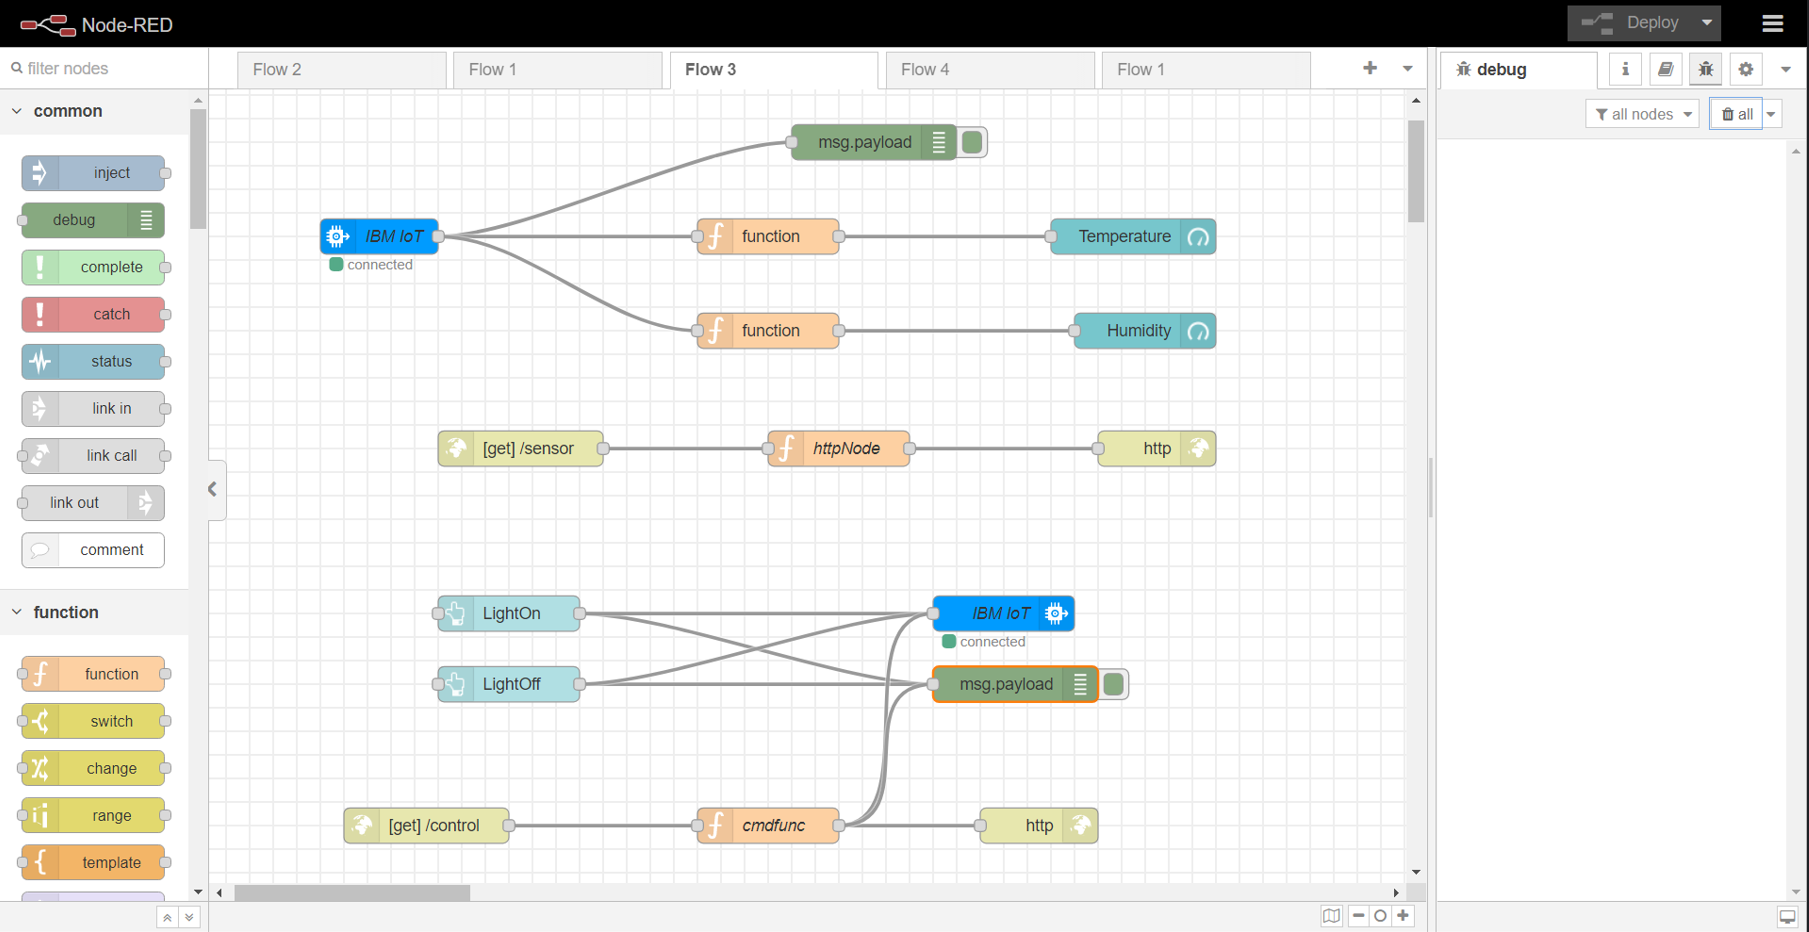 Node-RED
Deploy
filter nodes
Flow 2
Flow 1
Flow 3
Flow 4
Flow 1
debug
i
all nodes
all
common
inject
debug
complete
catch
status
link in
link call
link out
comment
function
function
switch
change
range
template
msg.payload
IBM IoT
connected
function
Temperature
function
Humidity
[get] /sensor
httpNode
http
LightOn
IBM IoT
connected
LightOff
msg.payload
[get] /control
cmdfunc
http